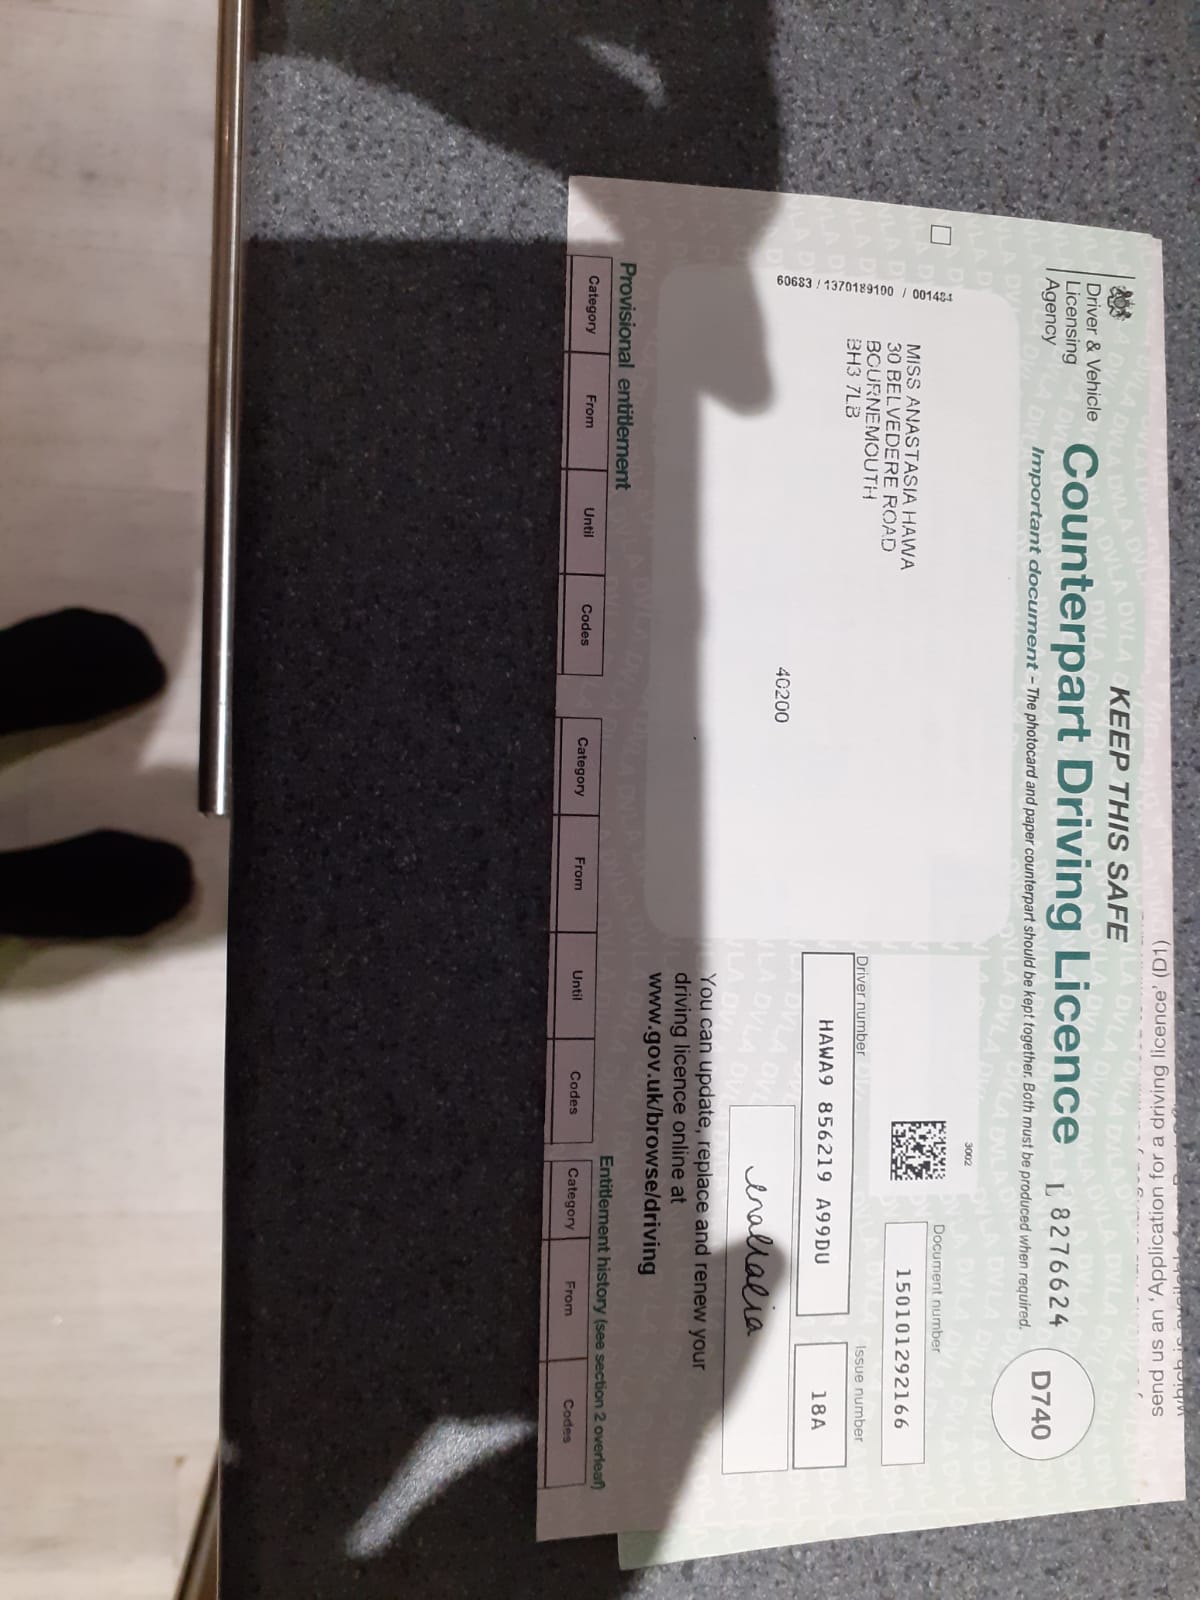 KEEP THIS SAFE
Driver & Vehicle
Licensing
Agency
Counterpart Driving Licence
L 8276624
D740
Important document – The photocard and paper counterpart should be kept together. Both must be produced when required.
60683 / 1370189100 / 001484
MISS ANASTASIA HAWA
30 BELVEDERE ROAD
BOURNEMOUTH
BH3 7LB
40200
3002
Document number
150101292166
Driver number
HAWA9 856219 A99DU
Issue number
18A
You can update, replace and renew your
driving licence online at
www.gov.uk/browse/driving
Provisional entitlement
Category From Until Codes
Category From Until Codes
Entitlement history (see section 2 overleaf)
Category From Codes
send us an 'Application for a driving licence' (D1)